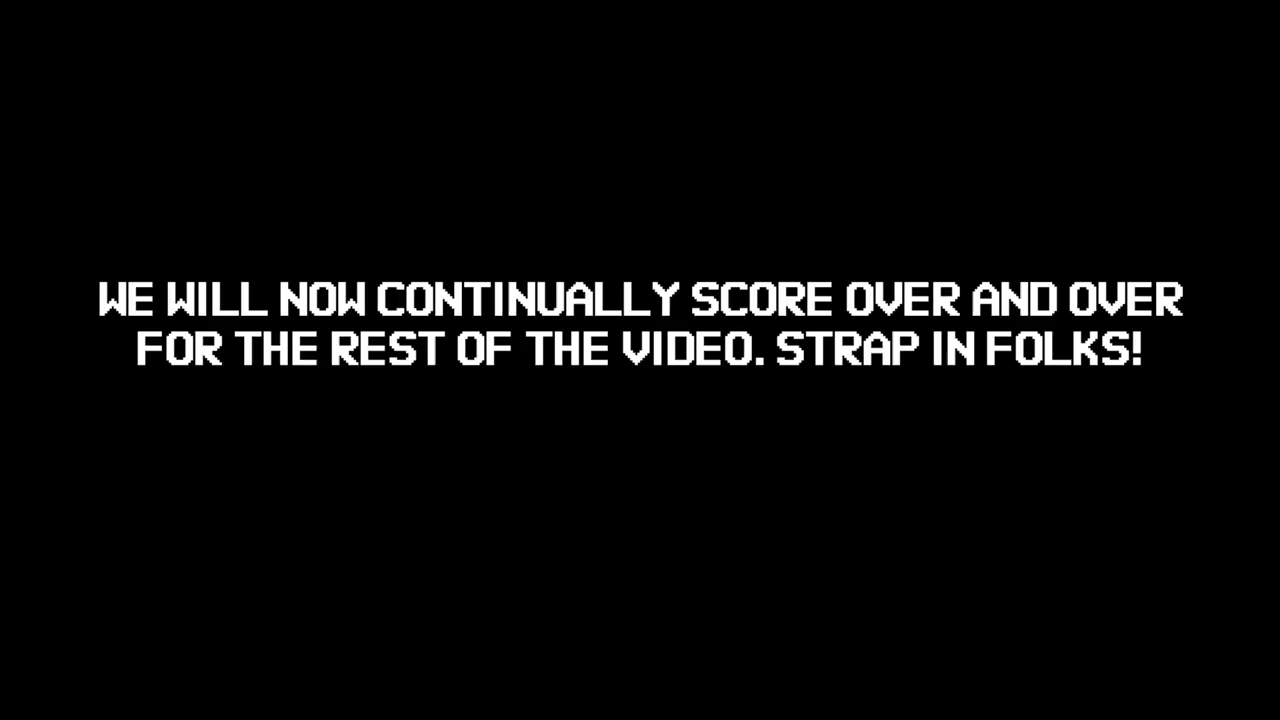 WE WILL NOW CONTINUALLY SCORE OVER AND OVER
FOR THE REST OF THE VIDEO. STRAP IN FOLKS!